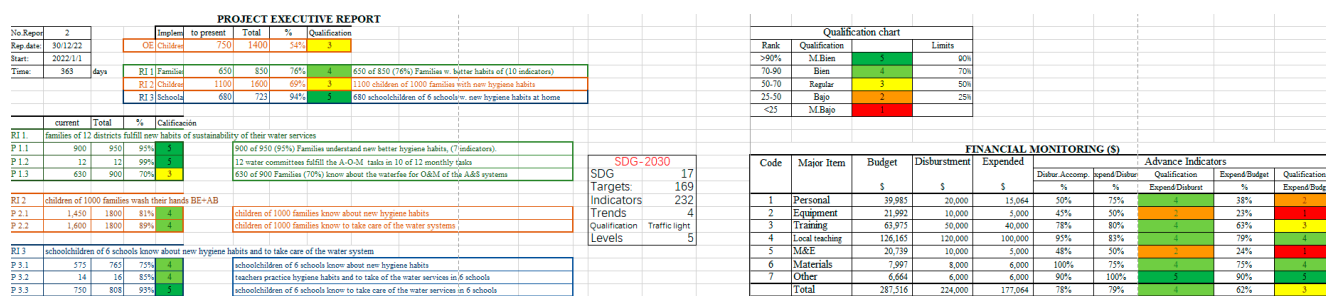 PROJECT EXECUTIVE REPORT
No.Repor 2 Implem to present Total % Qualification
Rep.date: 30/12/22 OE Childre 750 1400 54% 3
Start: 2022/1/1
Time: 363 days RI 1 Familie 650 850 76% 4 650 of 850 (76%) Families w. better habits of (10 indicators)
RI 2 Childre 1100 1600 69% 3 1100 children of 1000 families with new hygiene habits
RI 3 Schoola 680 723 94% 5 680 schoolchildren of 6 schools w. new hygiene habits at home
current Total % Calificación
RI 1. families of 12 districts fulfill new habits of sustainability of their water services
P 1.1 900 950 95% 5 900 of 950 (95%) Families understand new better hygiene habits, (7 indicators).
P 1.2 12 12 99% 5 12 water committees fulfill the A-O-M tasks in 10 of 12 monthly tasks
P 1.3 630 900 70% 3 630 of 900 Families (70%) know about the waterfee for O&M of the A&S systems
RI 2 children of 1000 families wash their hands BE+AB
P 2.1 1,450 1800 81% 4 children of 1000 families know about new hygiene habits
P 2.2 1,600 1800 89% 4 children of 1000 families know to take care of the water systems
RI 3 schoolchildren of 6 schools know about new hygiene habits and to take care of the water system
P 3.1 575 765 75% 4 schoolchildren of 6 schools know about new hygiene habits
P 3.2 14 16 85% 4 teachers practice hygiene habits and to take of the water services in 6 schools
P 3.3 750 808 93% 5 schoolchildren of 6 schools know to take care of the water services in 6 schools
SDG-2030
SDG 17
Targets: 169
Indicators 232
Trends 4
Qualification Traffic light
Levels 5
Qualification chart
Rank Qualification Limits
>90% M.Bien 5 90%
70-90 Bien 4 70%
50-70 Regular 3 50%
25-50 Bajo 2 25%
<25 M.Bajo 1
FINANCIAL MONITORING ($)
Code Major Item Budget Disburstment Expended Advance Indicators
Disbur.Accomp. xpend/Disbur Qualification Expend/Budget Qualification
$ $ $ % % Expend/Disburst % Expend/Budg
1 Personal 39,985 20,000 15,064 50% 75% 4 38% 2
2 Equipment 21,992 10,000 5,000 45% 50% 2 23% 1
3 Training 63,975 50,000 40,000 78% 80% 4 63% 3
4 Local teaching 126,165 120,000 100,000 95% 83% 4 79% 4
5 M&E 20,739 10,000 5,000 48% 50% 2 24% 1
6 Materials 7,997 8,000 6,000 100% 75% 4 75% 4
7 Other 6,664 6,000 6,000 90% 100% 5 90% 5
Total 287,516 224,000 177,064 78% 79% 4 62% 3